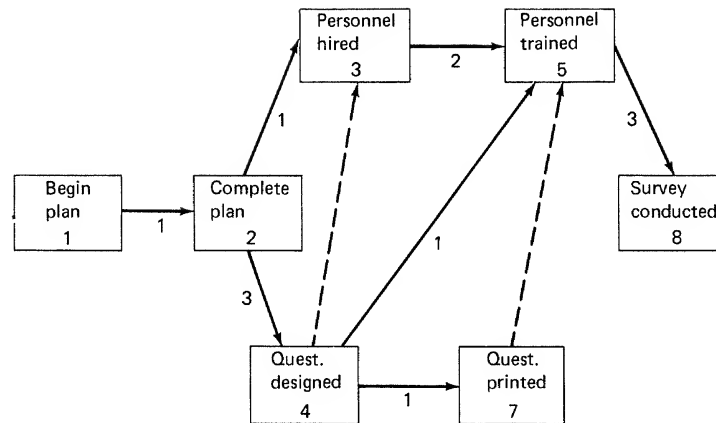 Personnel
hired
3
Personnel
trained
5
2
1
3
Begin
plan
1
1
Complete
plan
2
Survey
conducted
8
1
3
Quest.
designed
4
1
Quest.
printed
7